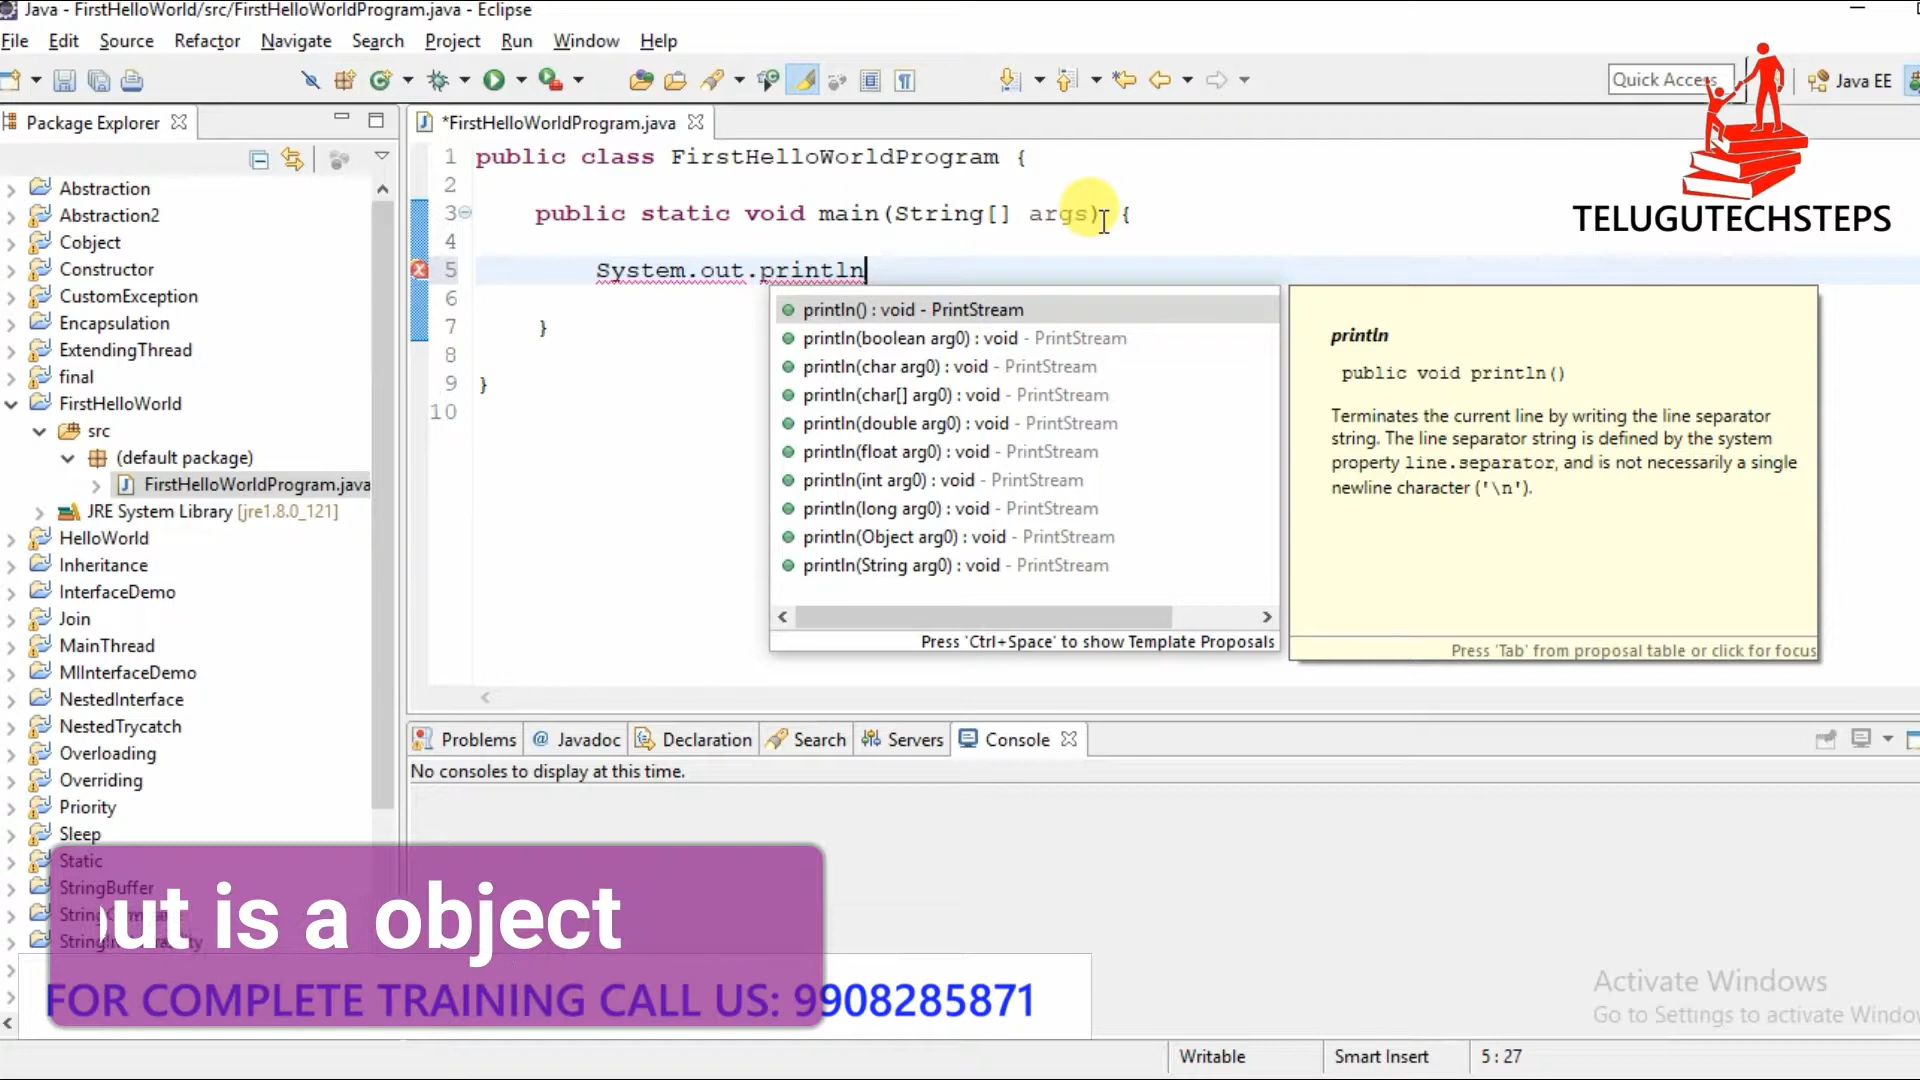 Java - FirstHelloWorld/src/FirstHelloWorldProgram.java - Eclipse
File Edit Source Refactor Navigate Search Project Run Window Help
Quick Access Java EE
TELUGUTECHSTEPS
Package Explorer
*FirstHelloWorldProgram.java
Abstraction
Abstraction2
Cobject
Constructor
CustomException
Encapsulation
ExtendingThread
final
FirstHelloWorld
src
(default package)
FirstHelloWorldProgram.java
JRE System Library [jre1.8.0_121]
HelloWorld
Inheritance
InterfaceDemo
Join
MainThread
MIInterfaceDemo
NestedInterface
NestedTrycatch
Overloading
Overriding
Priority
Sleep
Static
StringBuffer
1 public class FirstHelloWorldProgram {
2
3 public static void main(String[] args) {
4
5 System.out.println
6
7 }
8
9 }
10
println() : void - PrintStream
println(boolean arg0) : void - PrintStream
println(char arg0) : void - PrintStream
println(char[] arg0) : void - PrintStream
println(double arg0) : void - PrintStream
println(float arg0) : void - PrintStream
println(int arg0) : void - PrintStream
println(long arg0) : void - PrintStream
println(Object arg0) : void - PrintStream
println(String arg0) : void - PrintStream
Press 'Ctrl+Space' to show Template Proposals
println
public void println()
Terminates the current line by writing the line separator
string. The line separator string is defined by the system
property line.separator, and is not necessarily a single
newline character ('\n').
Press 'Tab' from proposal table or click for focus
Problems @ Javadoc Declaration Search Servers Console
No consoles to display at this time.
ut is a object
FOR COMPLETE TRAINING CALL US: 9908285871
Activate Windows
Go to Settings to activate Windo
Writable Smart Insert 5 : 27